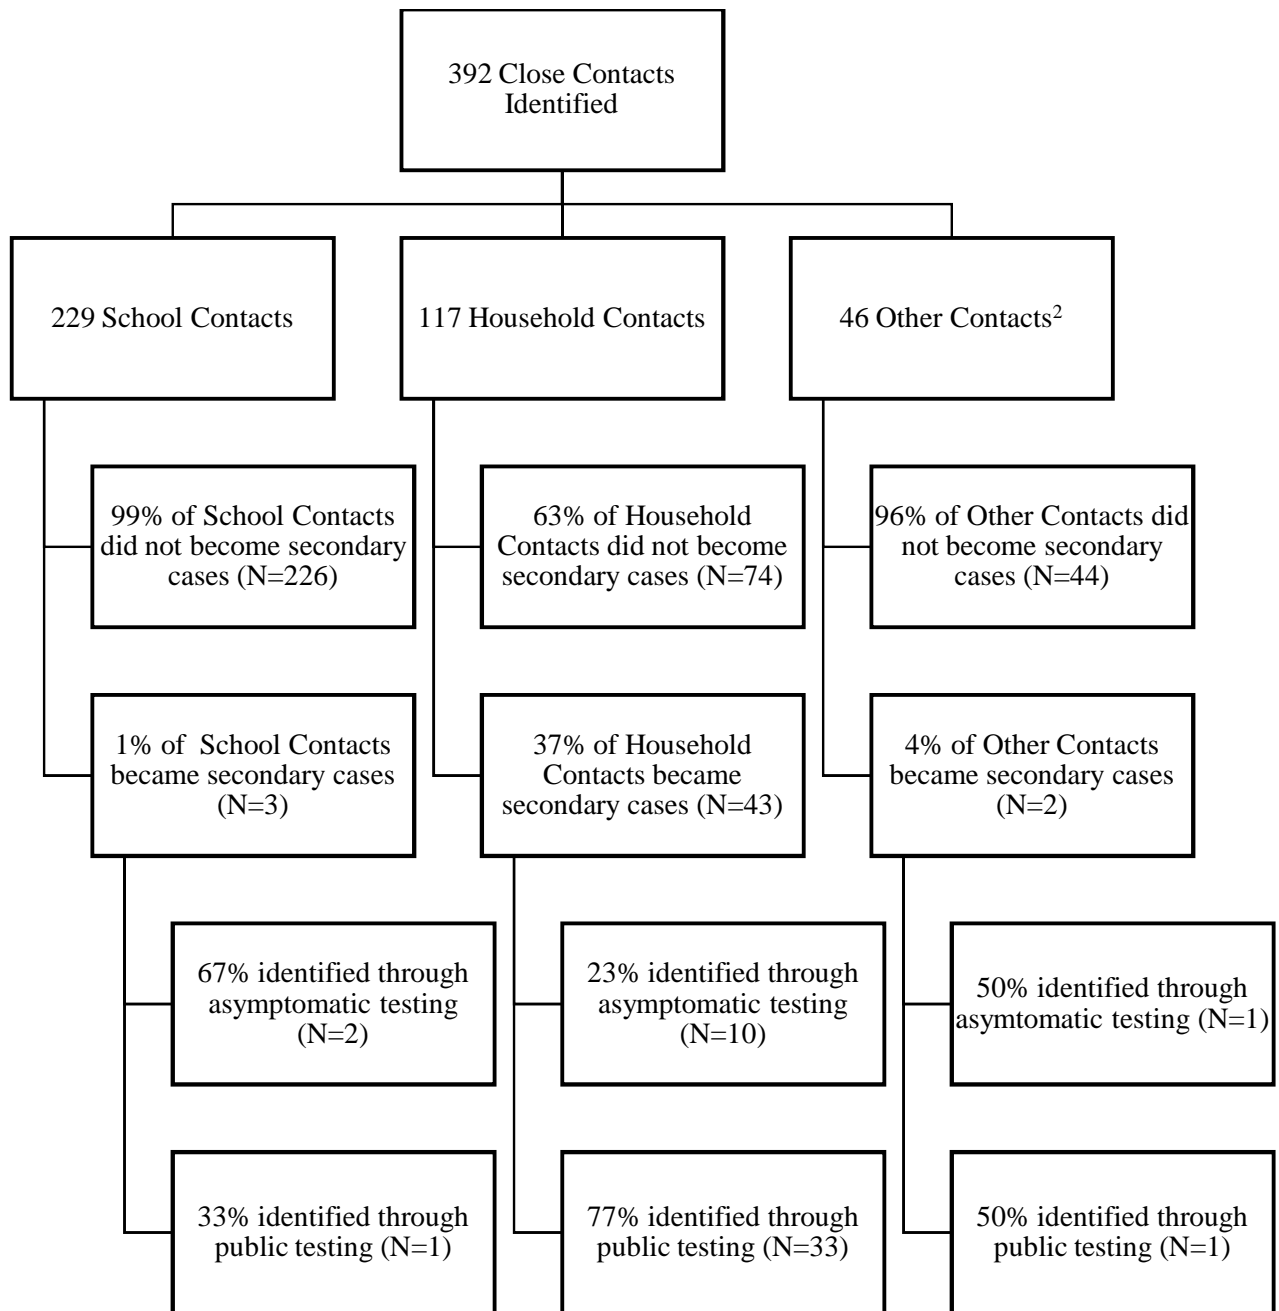 392 Close Contacts
Identified
229 School Contacts
117 Household Contacts
46 Other Contacts²
99% of School Contacts
did not become secondary
cases (N=226)
63% of Household
Contacts did not become
secondary cases (N=74)
96% of Other Contacts did
not become secondary
cases (N=44)
1% of School Contacts
became secondary cases
(N=3)
37% of Household
Contacts became
secondary cases (N=43)
4% of Other Contacts
became secondary cases
(N=2)
67% identified through
asymptomatic testing
(N=2)
23% identified through
asymptomatic testing
(N=10)
50% identified through
asymtomatic testing (N=1)
33% identified through
public testing (N=1)
77% identified through
public testing (N=33)
50% identified through
public testing (N=1)